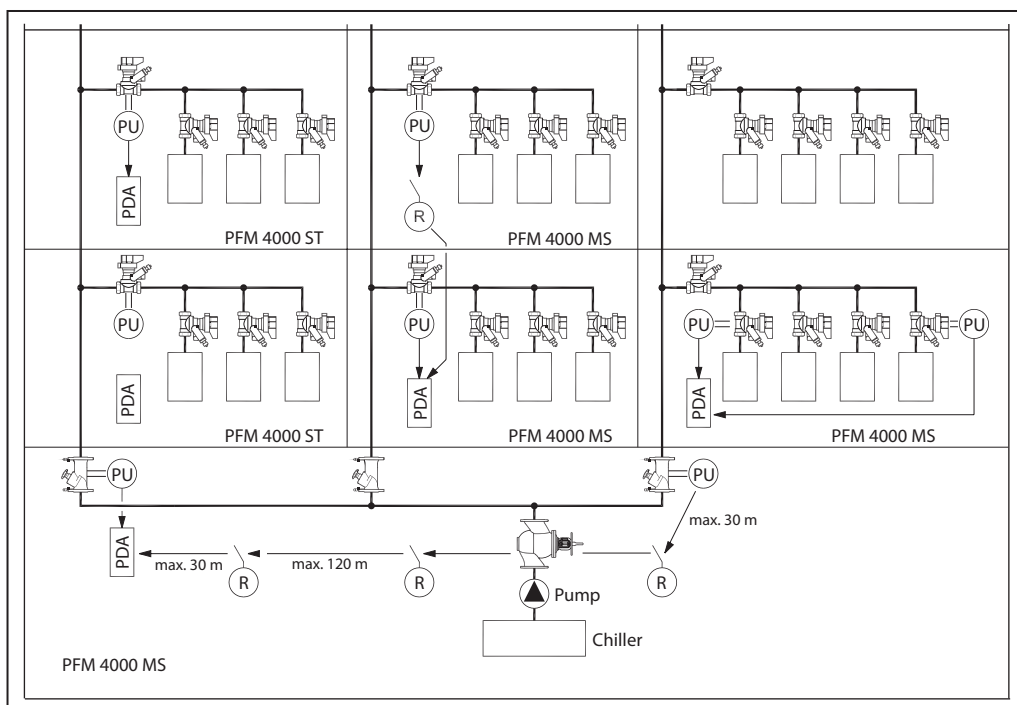 PU
PU
PDA
R
PFM 4000 ST
PFM 4000 MS
PU
PU
PU
PU
PDA
PDA
PDA
PFM 4000 ST
PFM 4000 MS
PFM 4000 MS
PU
PU
max. 30 m
PDA
max. 30 m
max. 120 m
R
R
R
Pump
Chiller
PFM 4000 MS